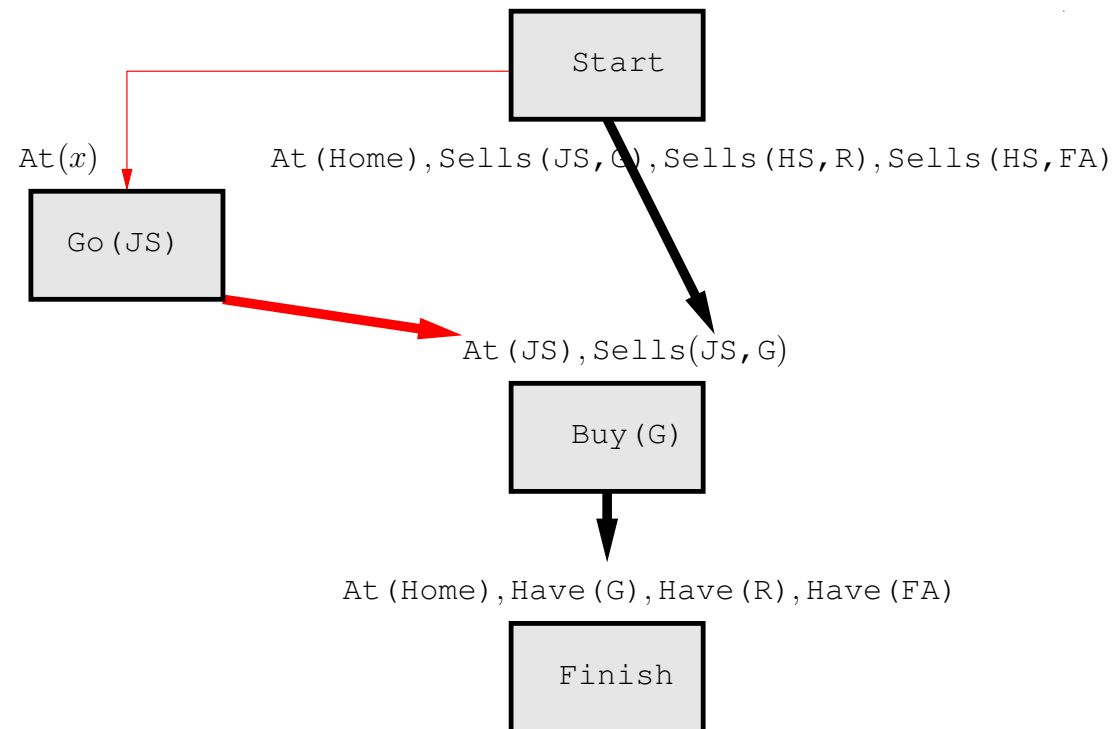 Start
At(x) At(Home),Sells(JS,G),Sells(HS,R),Sells(HS,FA)
Go(JS)
At(JS),Sells(JS,G)
Buy(G)
At(Home),Have(G),Have(R),Have(FA)
Finish